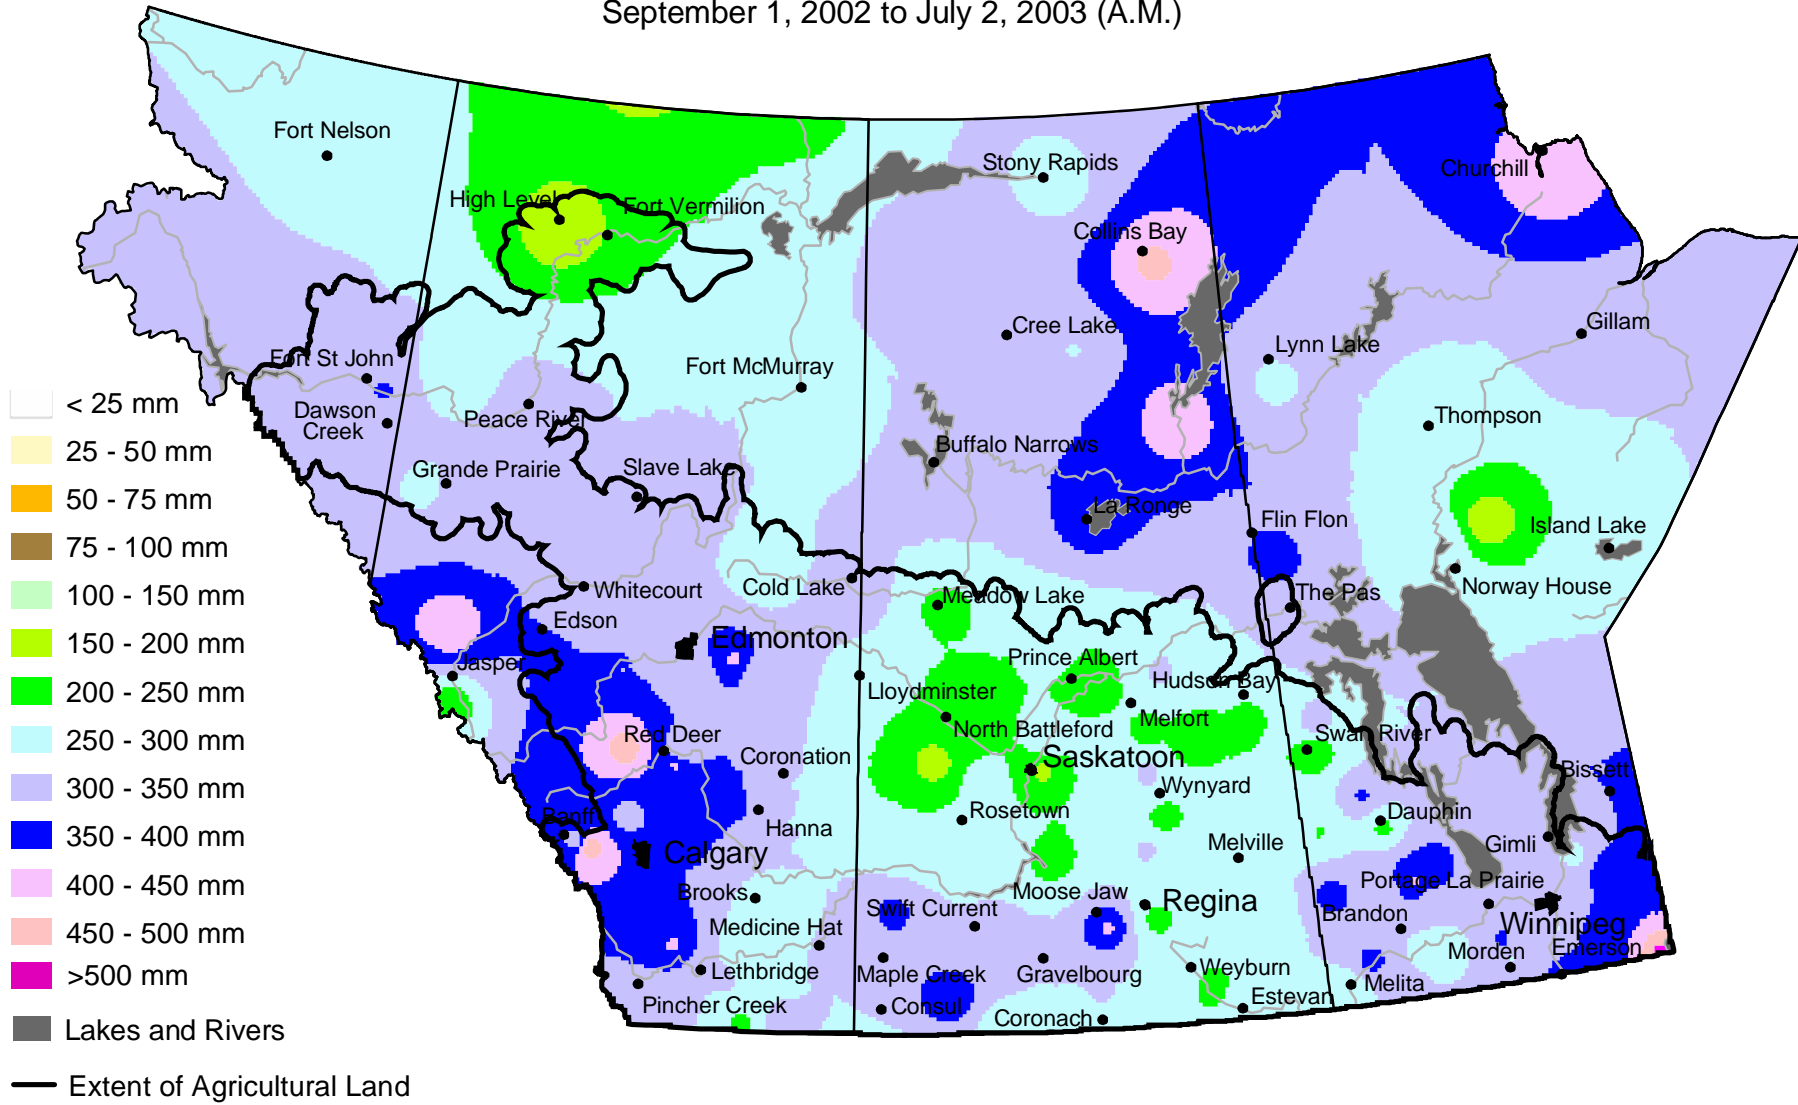 September 1, 2002 to July 2, 2003 (A.M.)
Fort Nelson
High Level
Fort Vermilion
Stony Rapids
Churchill
Collins Bay
Cree Lake
Lynn Lake
Gillam
Fort St John
Fort McMurray
Dawson
Creek
Peace River
Thompson
Buffalo Narrows
Grande Prairie
Slave Lake
La Ronge
Flin Flon
Island Lake
Whitecourt
Cold Lake
Meadow Lake
The Pas
Norway House
Edson
Edmonton
Jasper
Prince Albert
Hudson Bay
Lloydminster
Melfort
North Battleford
Red Deer
Swan River
Coronation
Saskatoon
Bissett
Wynyard
Banff
Hanna
Rosetown
Dauphin
Calgary
Melville
Gimli
Brooks
Moose Jaw
Portage La Prairie
Swift Current
Regina
Medicine Hat
Brandon
Winnipeg
Lethbridge
Maple Creek
Gravelbourg
Weyburn
Morden
Emerson
Pincher Creek
Consul
Coronach
Estevan
Melita
< 25 mm
25 - 50 mm
50 - 75 mm
75 - 100 mm
100 - 150 mm
150 - 200 mm
200 - 250 mm
250 - 300 mm
300 - 350 mm
350 - 400 mm
400 - 450 mm
450 - 500 mm
>500 mm
Lakes and Rivers
Extent of Agricultural Land